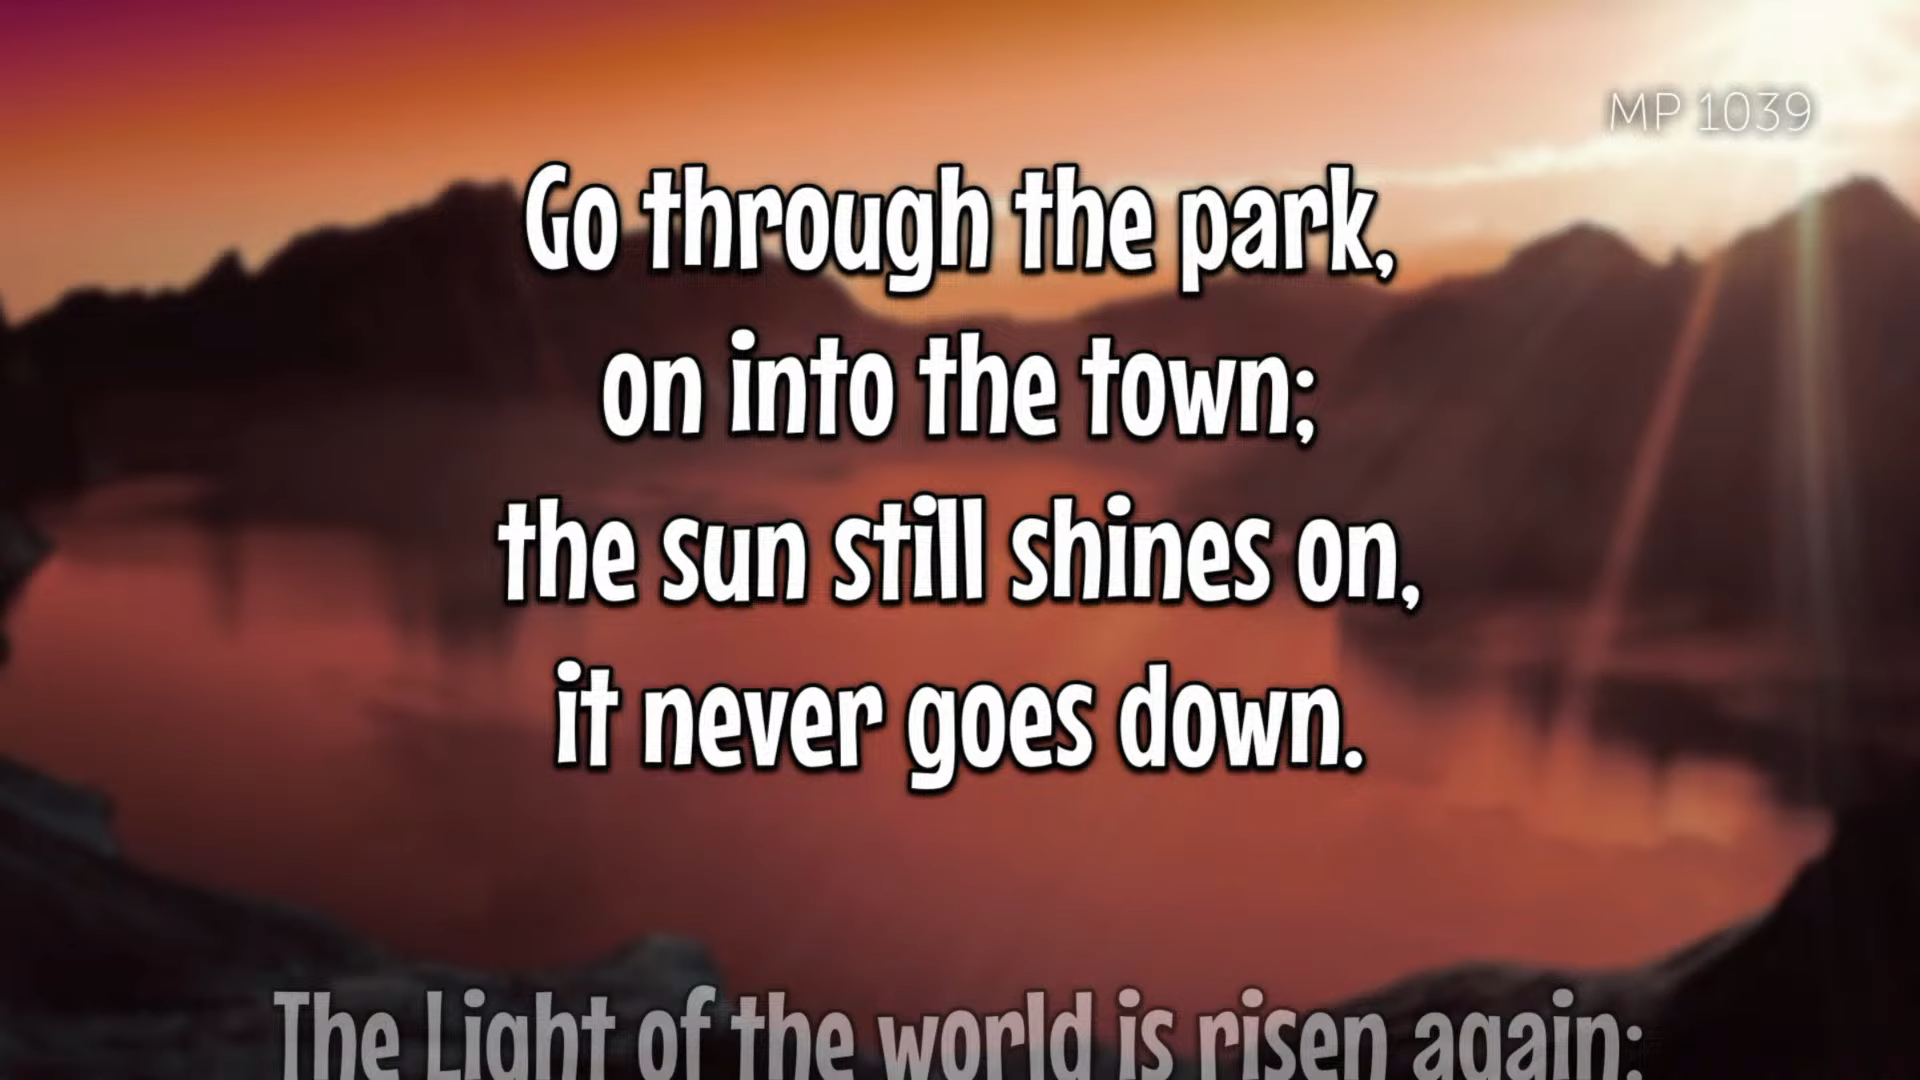 MP 1039
Go through the park,
on into the town;
the sun still shines on,
it never goes down.
The Light of the world is risen again;